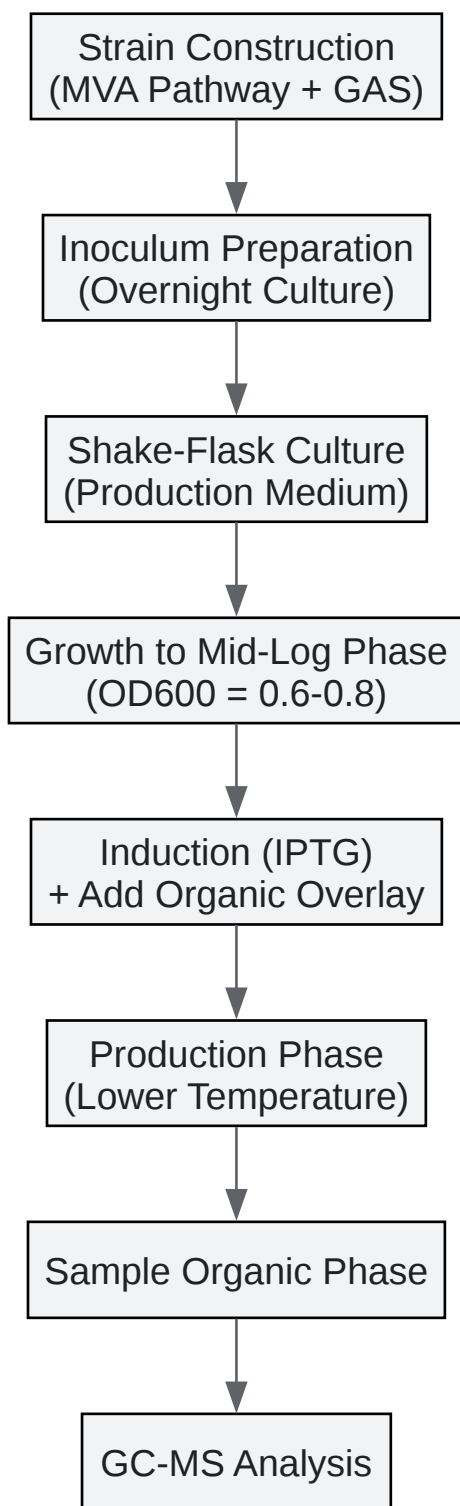 Strain Construction
(MVA Pathway + GAS)
Inoculum Preparation
(Overnight Culture)
Shake-Flask Culture
(Production Medium)
Growth to Mid-Log Phase
(OD600 = 0.6-0.8)
Induction (IPTG)
+ Add Organic Overlay
Production Phase
(Lower Temperature)
Sample Organic Phase
GC-MS Analysis